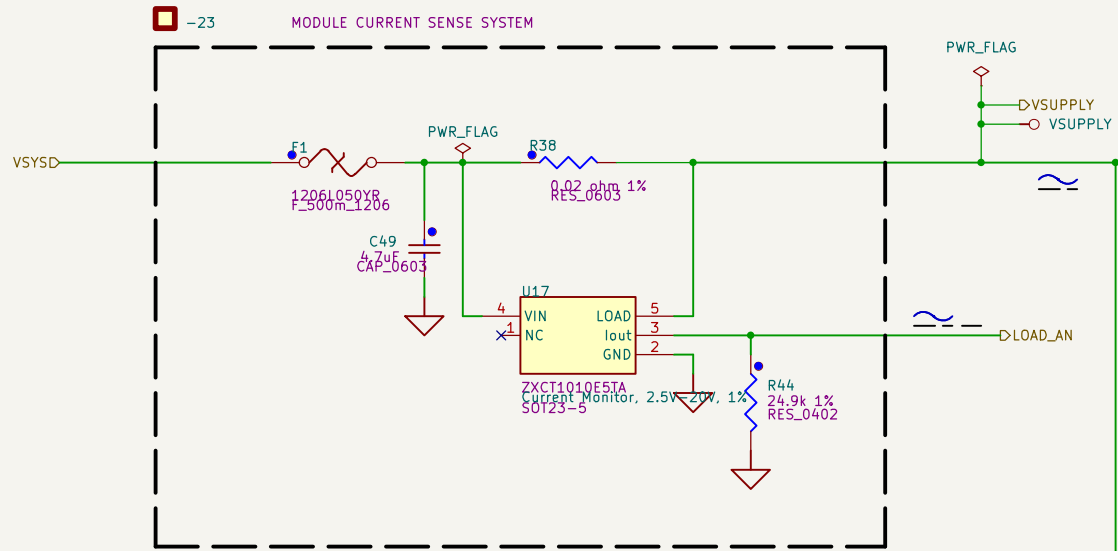 -23
MODULE CURRENT SENSE SYSTEM
PWR_FLAG
VSUPPLY
VSUPPLY
VSYS
F1
1206L050YR
F_500m_1206
PWR_FLAG
R38
0.02 ohm 1%
RES_0603
C49
4.7uF
CAP_0603
U17
4
VIN
1
NC
LOAD
5
Iout
3
GND
2
ZXCT1010E5TA
Current Monitor, 2.5V-20V, 1%
SOT23-5
LOAD_AN
R44
24.9k 1%
RES_0402